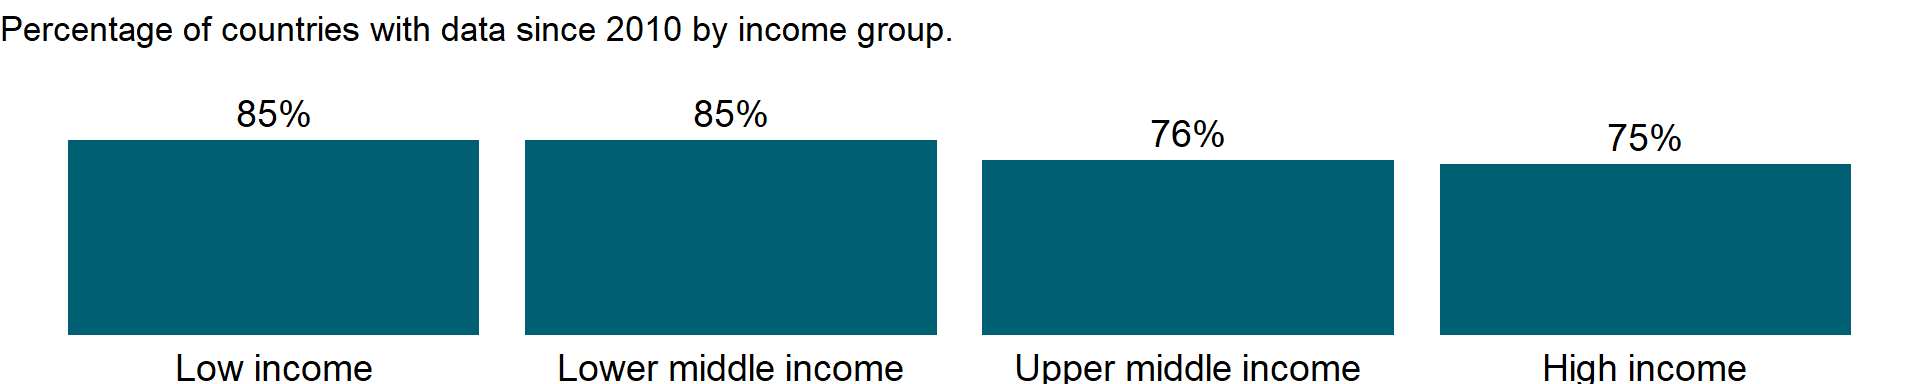 Percentage of countries with data since 2010 by income group.
85%
85%
76%
75%
Low income
Lower middle income
Upper middle income
High income